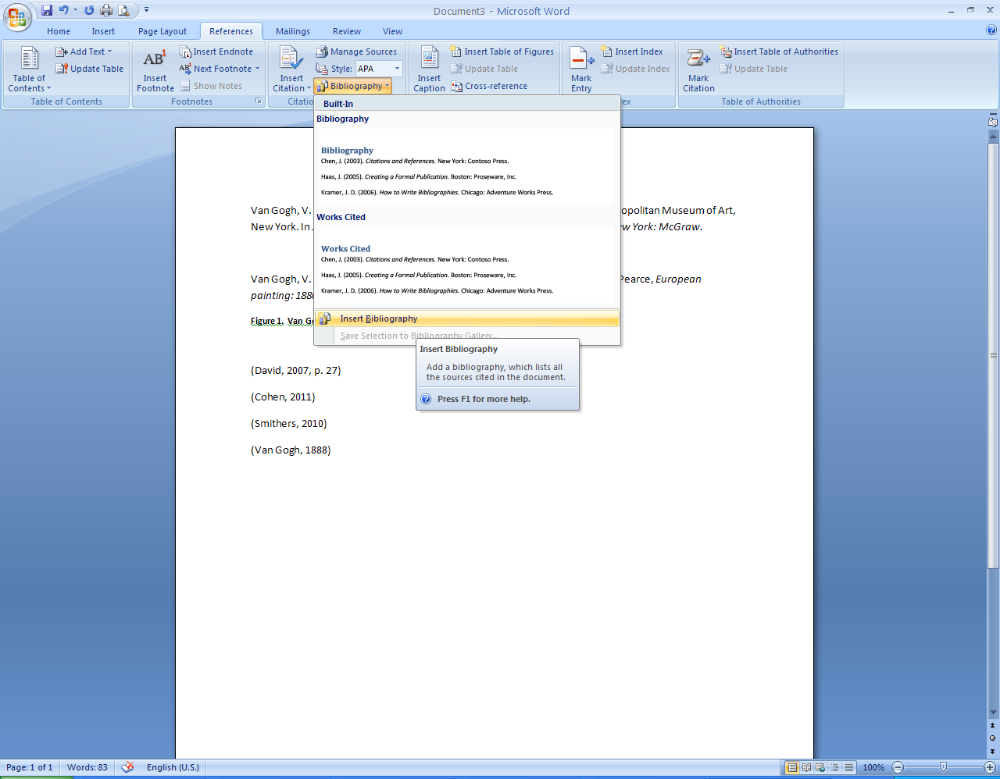 Document3 - Microsoft Word
Home Insert Page Layout References Mailings Review View
Table of Contents
Add Text
Update Table
Table of Contents
AB1
Insert Footnote
Insert Endnote
AB1 Next Footnote
Show Notes
Footnotes
Insert Citation
Manage Sources
Style: APA
Bibliography
Citatio
Insert Caption
Insert Table of Figures
Update Table
Cross-reference
Mark Entry
Insert Index
Update Index
ex
Mark Citation
Insert Table of Authorities
Update Table
Table of Authorities
Built-In
Bibliography
Bibliography
Chen, J. (2003). Citations and References. New York: Contoso Press.
Haas, J. (2005). Creating a Formal Publication. Boston: Proseware, Inc.
Kramer, J. D. (2006). How to Write Bibliographies. Chicago: Adventure Works Press.
Works Cited
Works Cited
Chen, J. (2003). Citations and References. New York: Contoso Press.
Haas, J. (2005). Creating a Formal Publication. Boston: Proseware, Inc.
Kramer, J. D. (2006). How to Write Bibliographies. Chicago: Adventure Works Press.
Insert Bibliography
Save Selection to Bibliography Gallery...
Insert Bibliography
Add a bibliography, which lists all
the sources cited in the document.
Press F1 for more help.
Van Gogh, V. opolitan Museum of Art,
New York. In w York: McGraw.
Van Gogh, V. Pearce, European
painting: 188
Figure 1. Van Go
(David, 2007, p. 27)
(Cohen, 2011)
(Smithers, 2010)
(Van Gogh, 1888)
Page: 1 of 1 Words: 83 English (U.S.) 100%